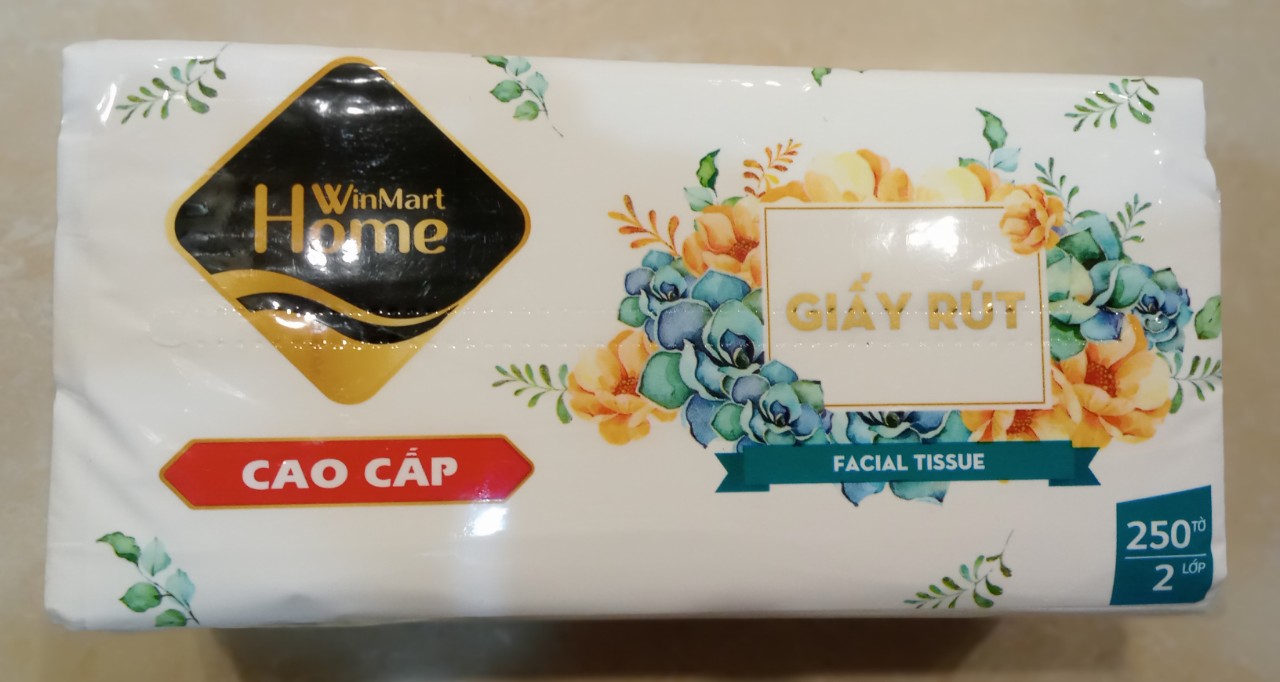 WinMart
Home
CAO CẤP
GIẤY RÚT
FACIAL TISSUE
250 TỜ
2 LỚP